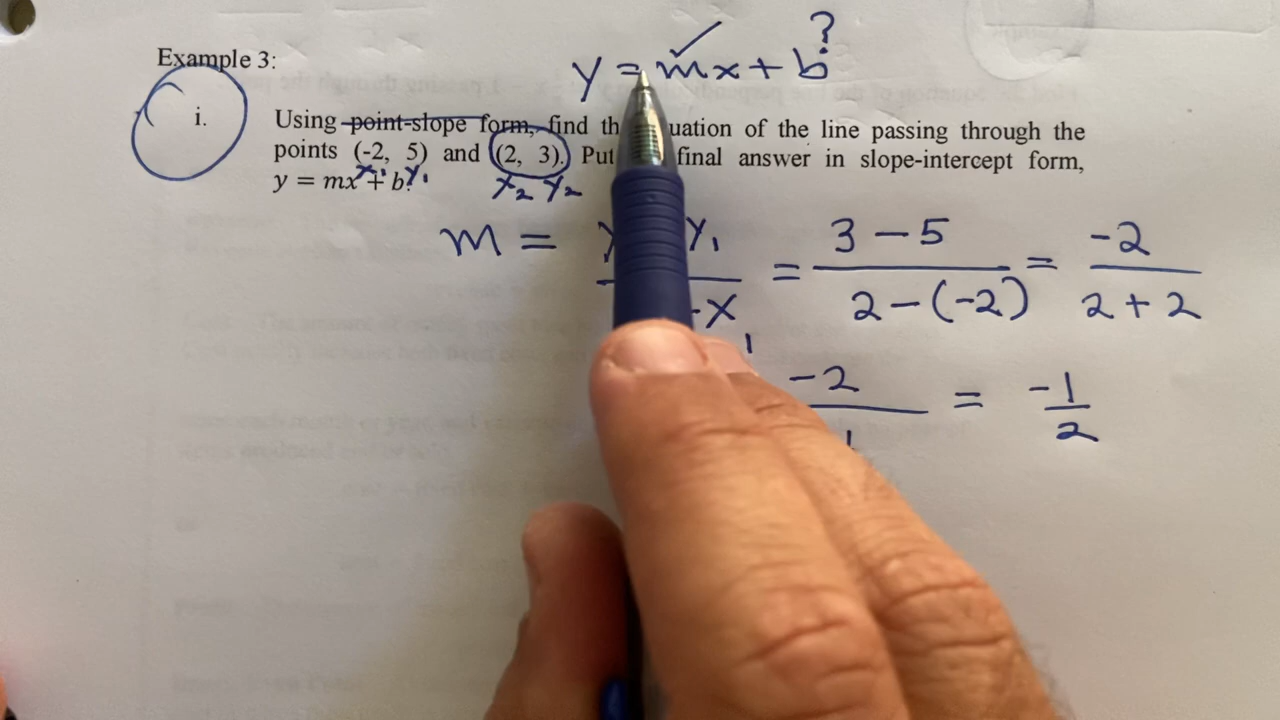 Example 3:
y = mx + b ?
i.
Using point-slope form, find uation of the line passing through the
points (-2, 5) and (2, 3). Put final answer in slope-intercept form,
x₁ y₁ x₂ y₂
y = mx + b.
m = y₁ - x₁ = 3 - 5 / 2 - (-2) = -2 / 2 + 2
-2 = -1 / 2